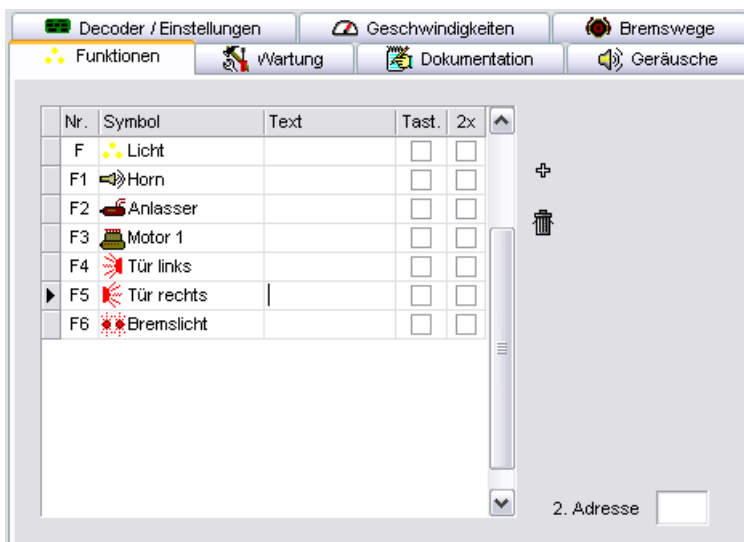 Decoder / Einstellungen Geschwindigkeiten Bremswege
Funktionen Wartung Dokumentation Geräusche
Nr. Symbol Text Tast. 2x
F Licht
F1 Horn
F2 Anlasser
F3 Motor 1
F4 Tür links
F5 Tür rechts
F6 Bremslicht
2. Adresse